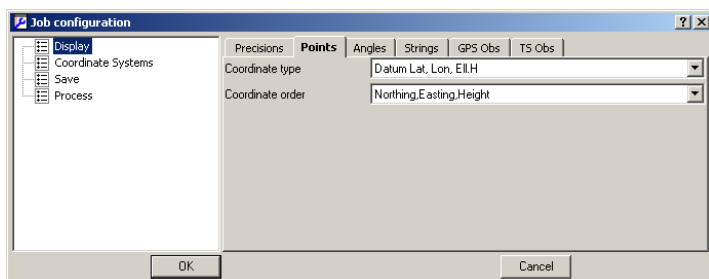 Job configuration
Display
Coordinate Systems
Save
Process
Precisions Points Angles Strings GPS Obs TS Obs
Coordinate type Datum Lat, Lon, Ell.H
Coordinate order Northing,Easting,Height
OK Cancel